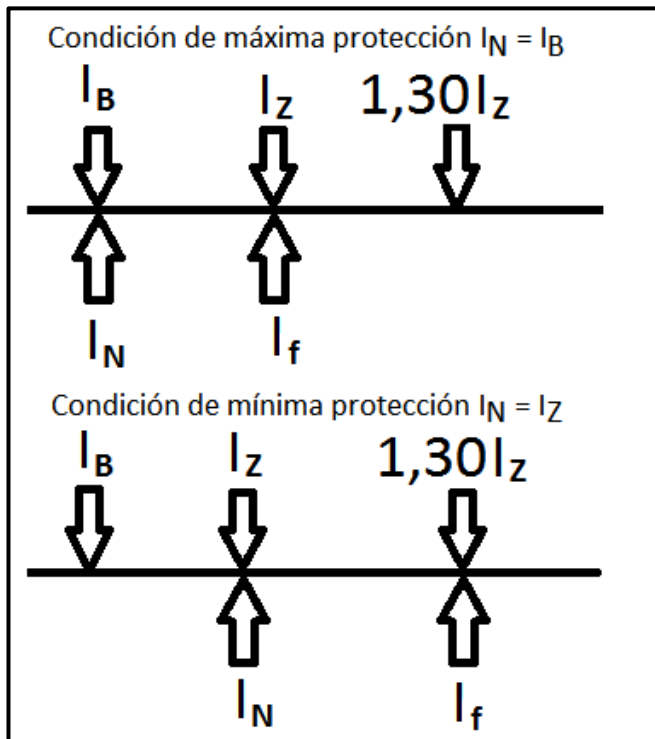 Condición de máxima protección IN = IB
IB IZ 1,30IZ
IN If
Condición de mínima protección IN = IZ
IB IZ 1,30IZ
IN If